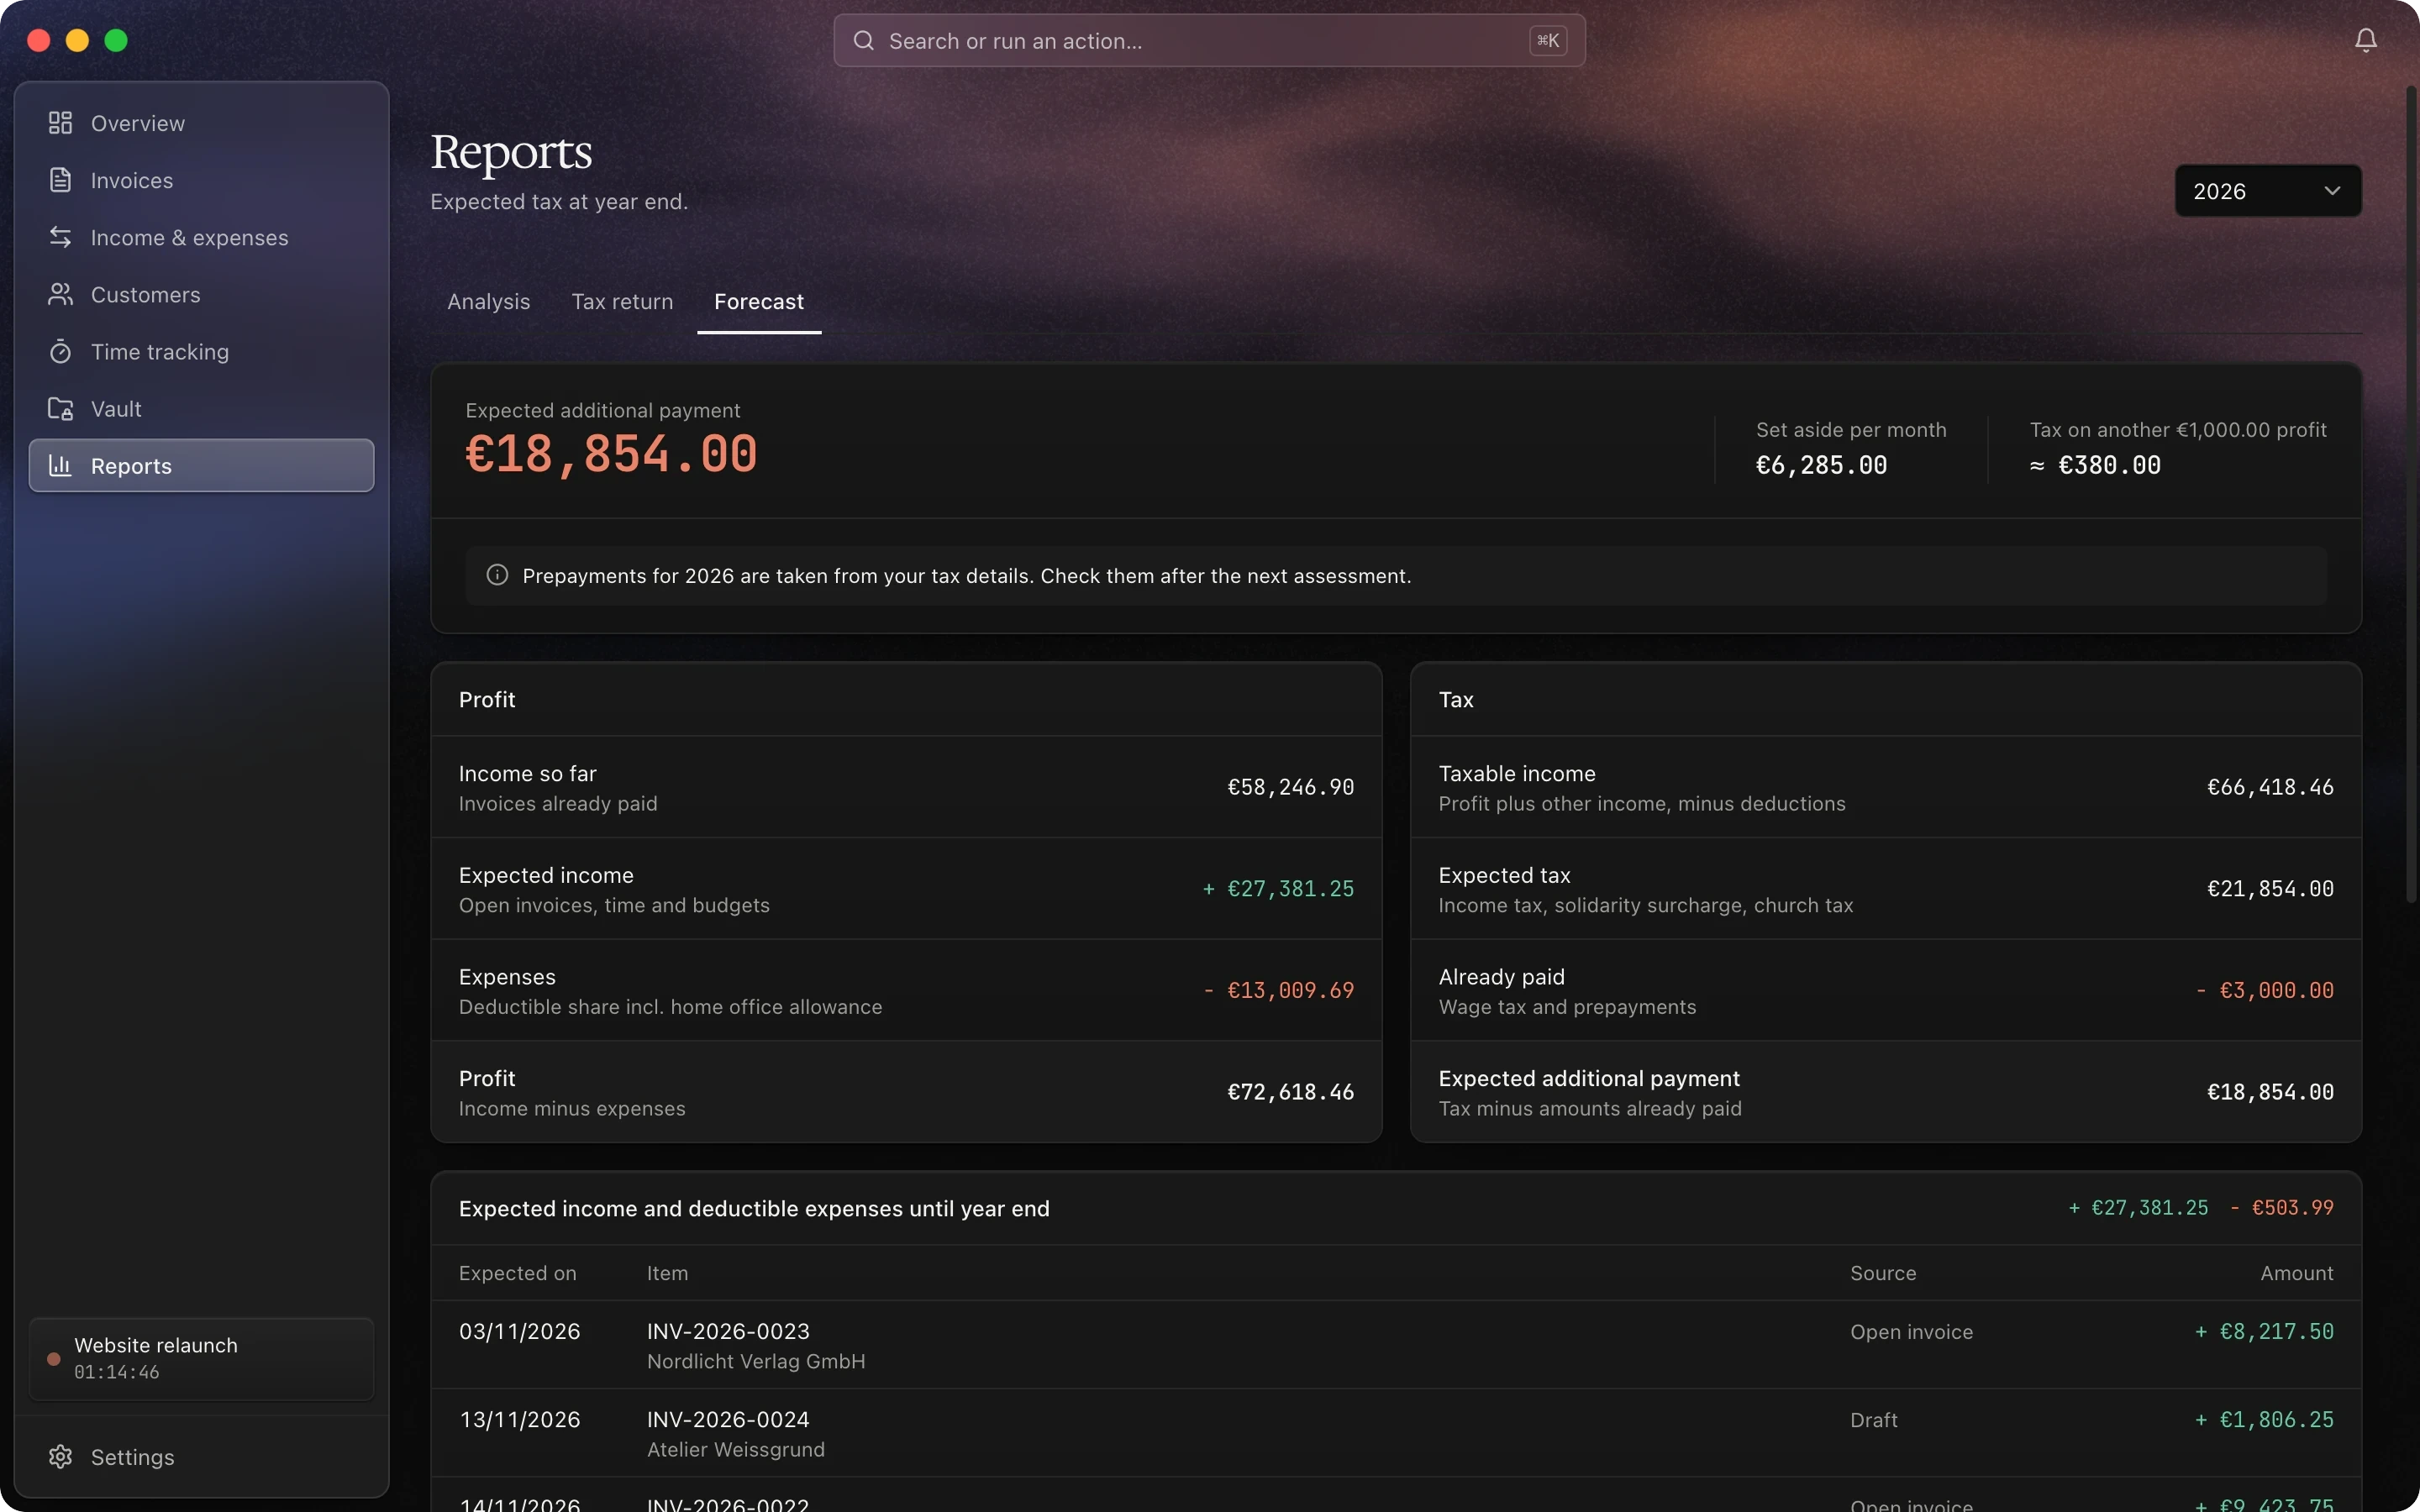 Search or run an action...
⌘K
Overview
Invoices
Income & expenses
Customers
Time tracking
Vault
Reports
Website relaunch
01:14:46
Settings
Reports
Expected tax at year end.
2026
Analysis
Tax return
Forecast
Expected additional payment
€18,854.00
Set aside per month
€6,285.00
Tax on another €1,000.00 profit
≈ €380.00
Prepayments for 2026 are taken from your tax details. Check them after the next assessment.
Profit
Income so far
Invoices already paid
€58,246.90
Expected income
Open invoices, time and budgets
+ €27,381.25
Expenses
Deductible share incl. home office allowance
- €13,009.69
Profit
Income minus expenses
€72,618.46
Tax
Taxable income
Profit plus other income, minus deductions
€66,418.46
Expected tax
Income tax, solidarity surcharge, church tax
€21,854.00
Already paid
Wage tax and prepayments
- €3,000.00
Expected additional payment
Tax minus amounts already paid
€18,854.00
Expected income and deductible expenses until year end
+ €27,381.25 - €503.99
Expected on Item Source Amount
03/11/2026 INV-2026-0023 Open invoice + €8,217.50
Nordlicht Verlag GmbH
13/11/2026 INV-2026-0024 Draft + €1,806.25
Atelier Weissgrund
14/11/2026 INV-2026-0022 Open invoice + €9,423.75